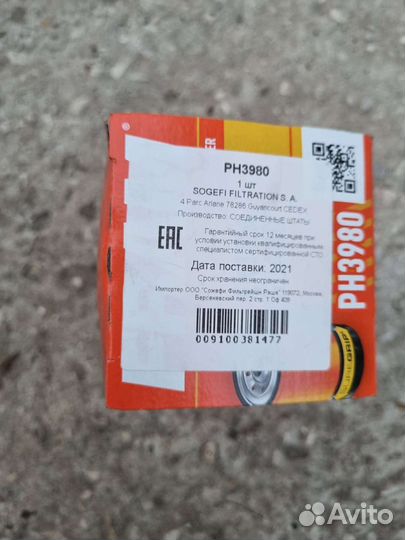 PH3980
1 шт
SOGEFI FILTRATION S.A.
4 Parc Ariane 78286 Guyancourt CEDEX
Производство: СОЕДИНЕННЫЕ ШТАТЫ
EAC
Гарантийный срок 12 месяцев при
условии установки квалифицированным
специалистом сертифицированной СТО
Дата поставки: 2021
Срок хранения неограничен
Импортер ООО "Сожефи Фильтрейшн Раша" 119072, Москва,
Берсеневский пер. 2 стр. 1 Оф 409
009100381477
PH3980
SURE GRIP
Avito